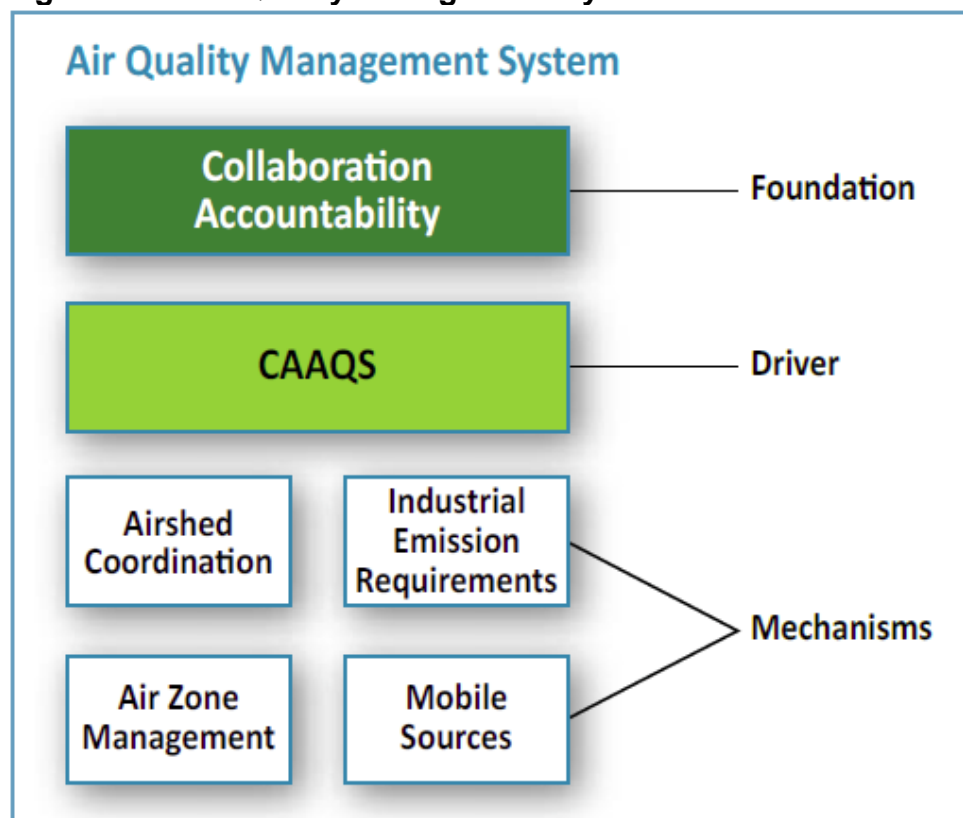 Air Quality Management System
Collaboration
Accountability
Foundation
CAAQS
Driver
Airshed
Coordination
Industrial
Emission
Requirements
Mechanisms
Air Zone
Management
Mobile
Sources